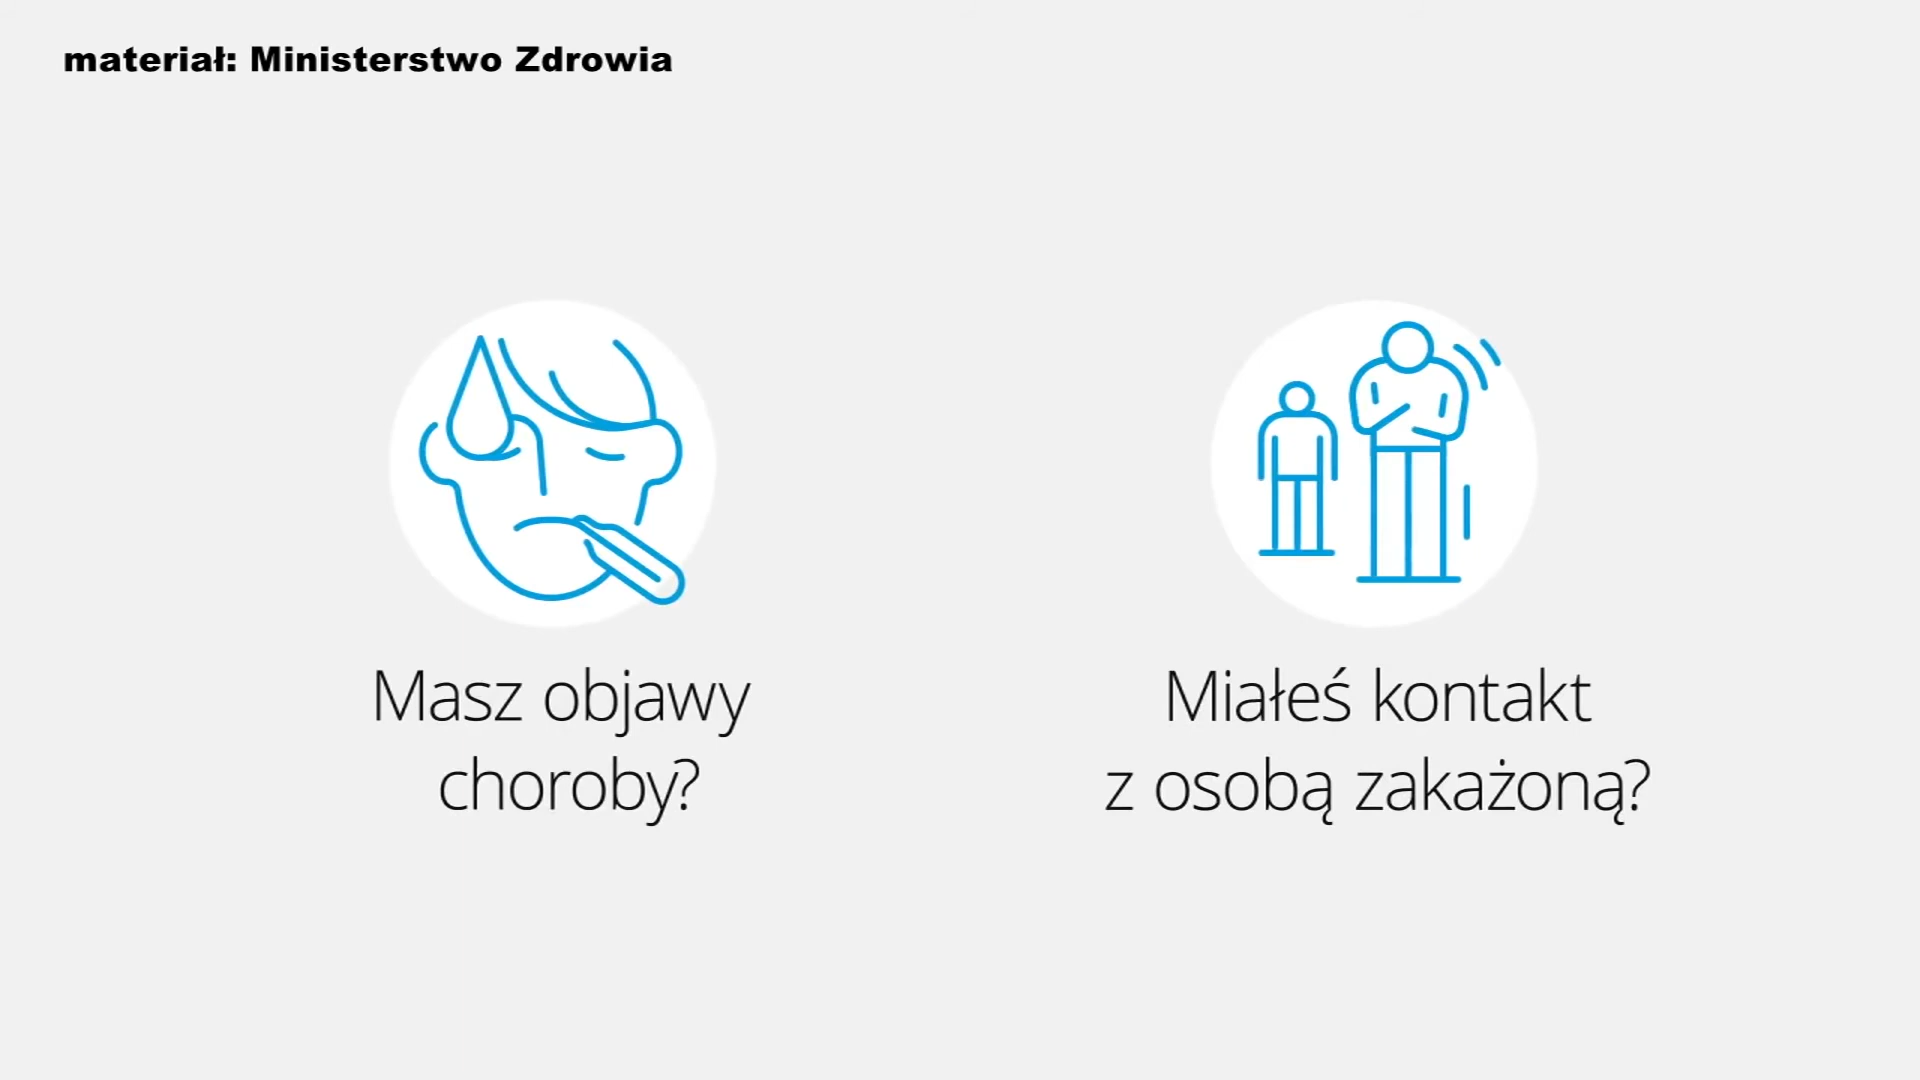 materiał: Ministerstwo Zdrowia
Masz objawy
choroby?
Miałeś kontakt
z osobą zakażoną?